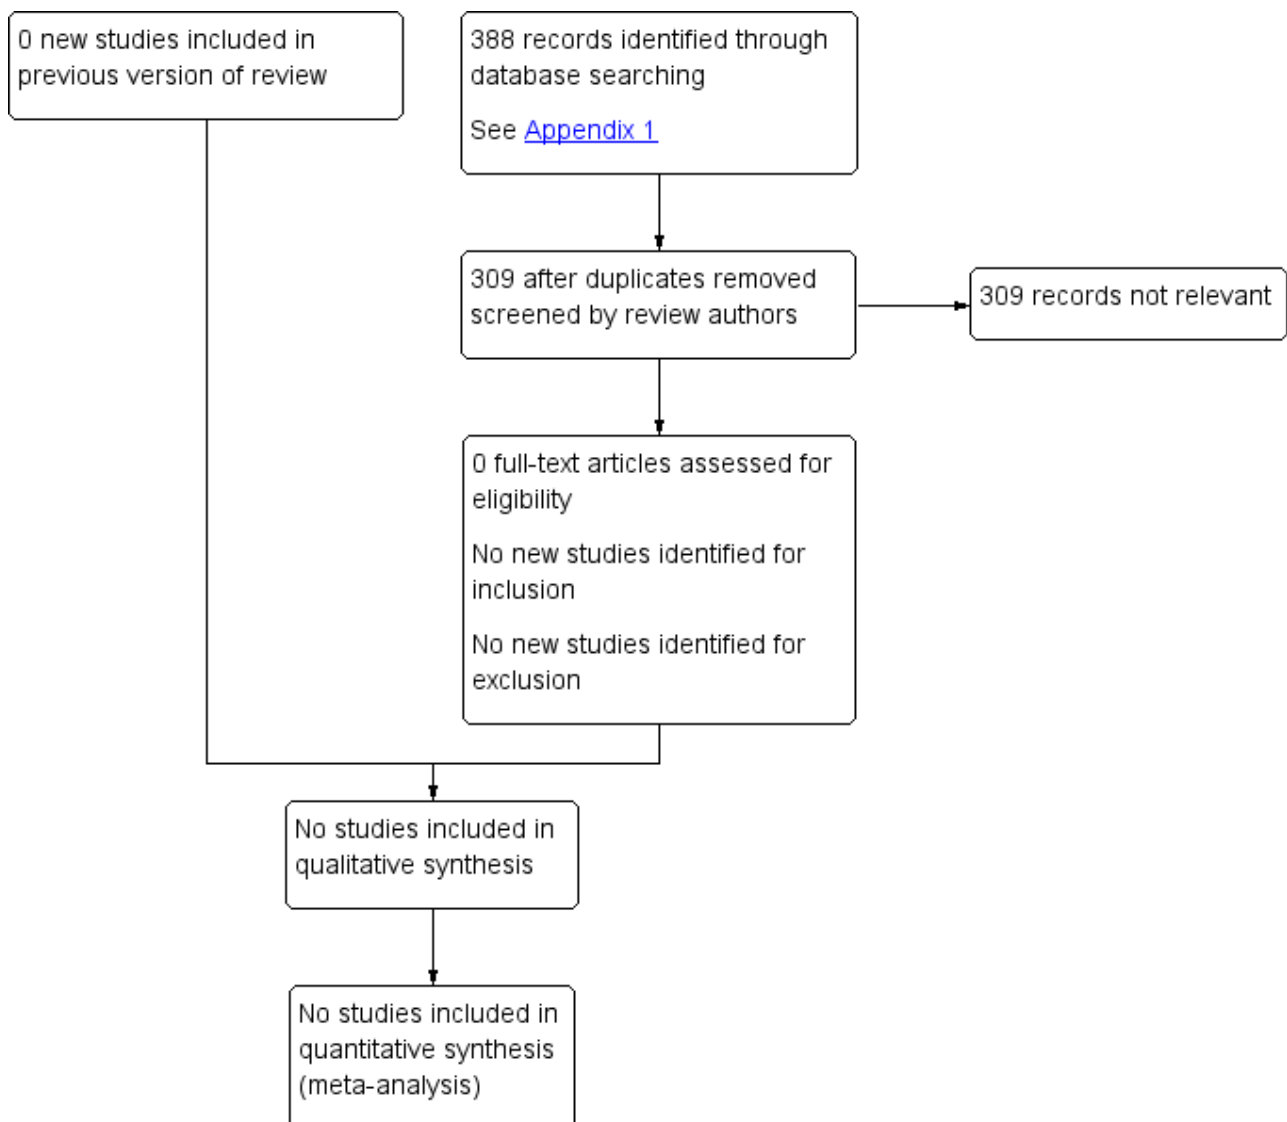 0 new studies included in
previous version of review
388 records identified through
database searching
See Appendix 1
309 after duplicates removed
screened by review authors
309 records not relevant
0 full-text articles assessed for
eligibility
No new studies identified for
inclusion
No new studies identified for
exclusion
No studies included in
qualitative synthesis
No studies included in
quantitative synthesis
(meta-analysis)